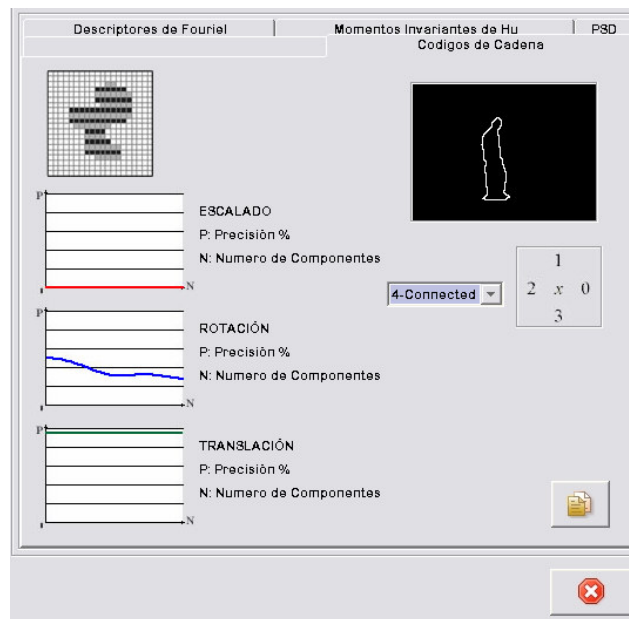 Descriptores de Fouriel
Momentos Invariantes de Hu
PSD
Codigos de Cadena
P
ESCALADO
P: Precisiòn %
N: Numero de Componentes
N
4-Connected
1
2 x 0
3
P
ROTACIÓN
P: Precisiòn %
N: Numero de Componentes
N
P
TRANSLACIÓN
P: Precisiòn %
N: Numero de Componentes
N